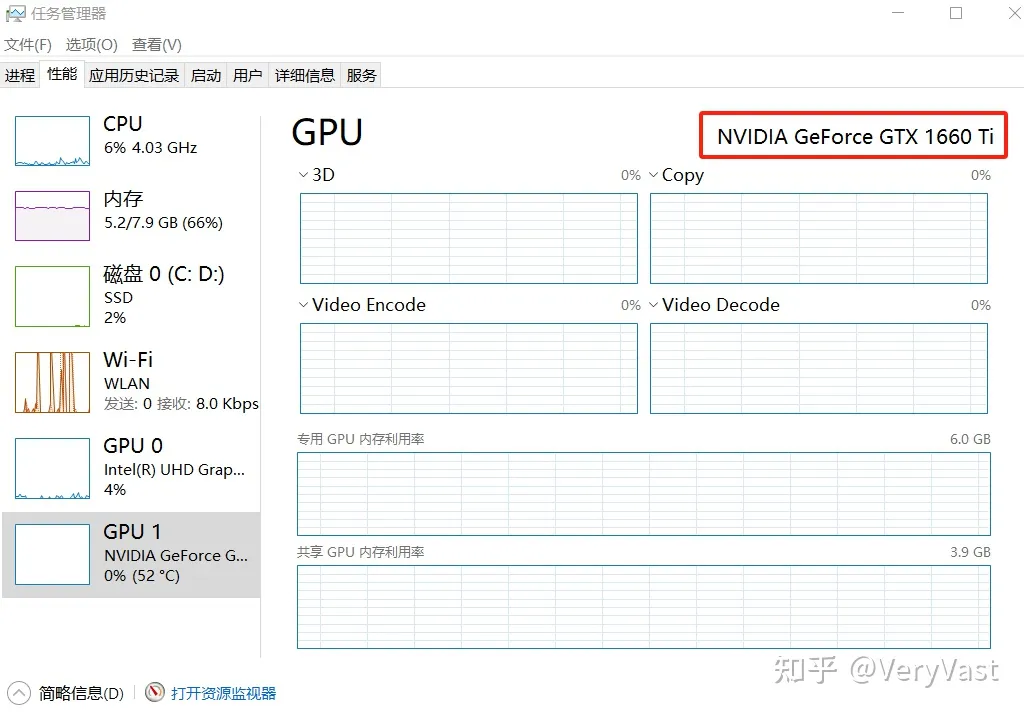 任务管理器
文件(F) 选项(O) 查看(V)
进程 性能 应用历史记录 启动 用户 详细信息 服务
CPU
6% 4.03 GHz
内存
5.2/7.9 GB (66%)
磁盘 0 (C: D:)
SSD
2%
Wi-Fi
WLAN
发送: 0 接收: 8.0 Kbps
GPU 0
Intel(R) UHD Grap...
4%
GPU 1
NVIDIA GeForce G...
0% (52 °C)
GPU
NVIDIA GeForce GTX 1660 Ti
3D 0% Copy 0%
Video Encode 0% Video Decode 0%
专用 GPU 内存利用率 6.0 GB
共享 GPU 内存利用率 3.9 GB
知乎 @VeryVast
简略信息(D) 打开资源监视器